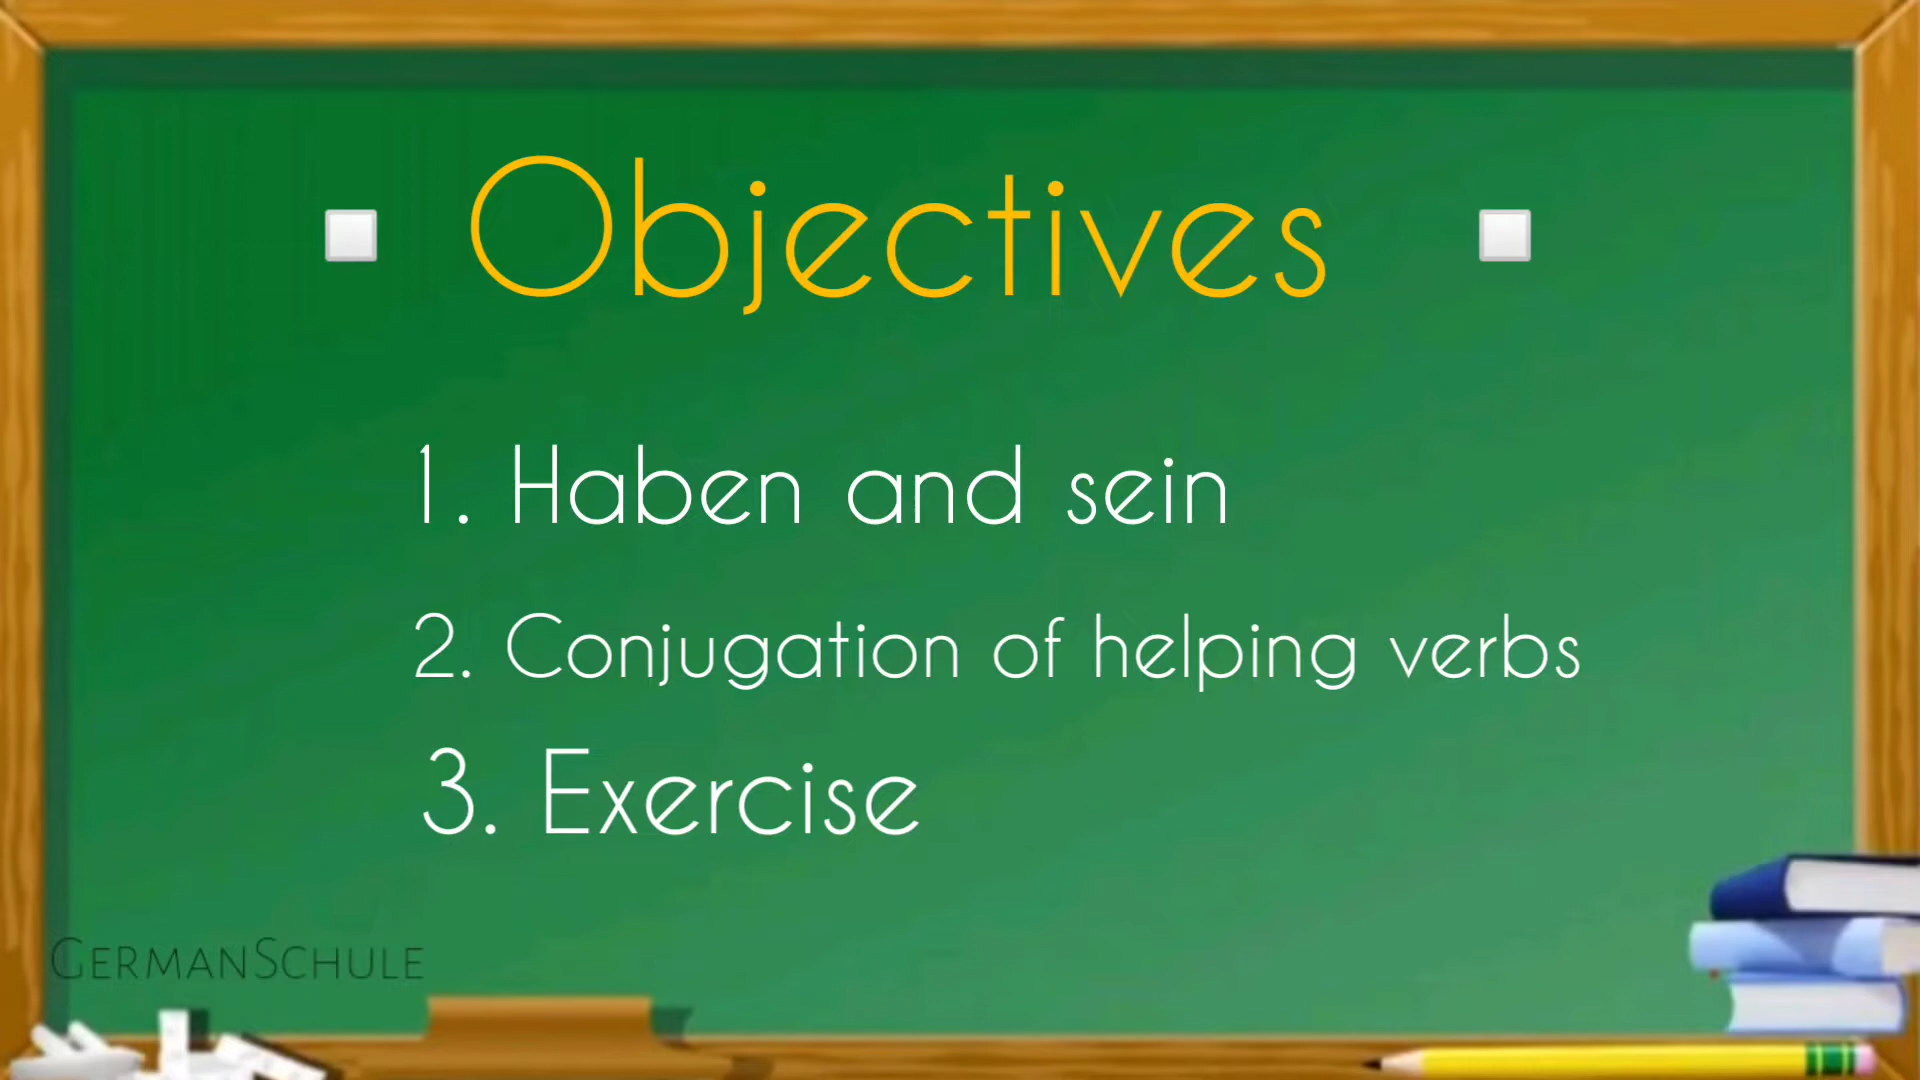 Objectives
1. Haben and sein
2. Conjugation of helping verbs
3. Exercise
GermanSchule